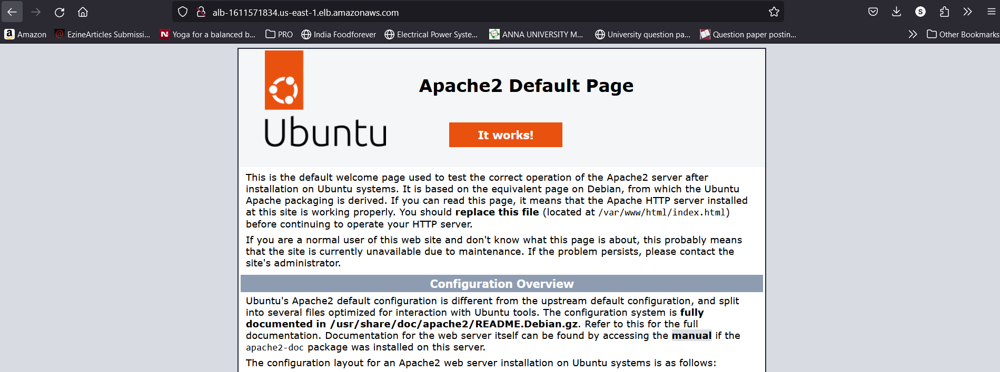 alb-1611571834.us-east-1.elb.amazonaws.com
S
Amazon
EzineArticles Submissi...
Yoga for a balanced b...
PRO
India Foodforever
Electrical Power Syste...
ANNA UNIVERSITY M...
University question pa...
Question paper postin...
Other Bookmarks
Apache2 Default Page
Ubuntu
It works!
This is the default welcome page used to test the correct operation of the Apache2 server after
installation on Ubuntu systems. It is based on the equivalent page on Debian, from which the Ubuntu
Apache packaging is derived. If you can read this page, it means that the Apache HTTP server installed
at this site is working properly. You should replace this file (located at /var/www/html/index.html)
before continuing to operate your HTTP server.
If you are a normal user of this web site and don't know what this page is about, this probably means
that the site is currently unavailable due to maintenance. If the problem persists, please contact the
site's administrator.
Configuration Overview
Ubuntu's Apache2 default configuration is different from the upstream default configuration, and split
into several files optimized for interaction with Ubuntu tools. The configuration system is fully
documented in /usr/share/doc/apache2/README.Debian.gz. Refer to this for the full
documentation. Documentation for the web server itself can be found by accessing the manual if the
apache2-doc package was installed on this server.
The configuration layout for an Apache2 web server installation on Ubuntu systems is as follows: